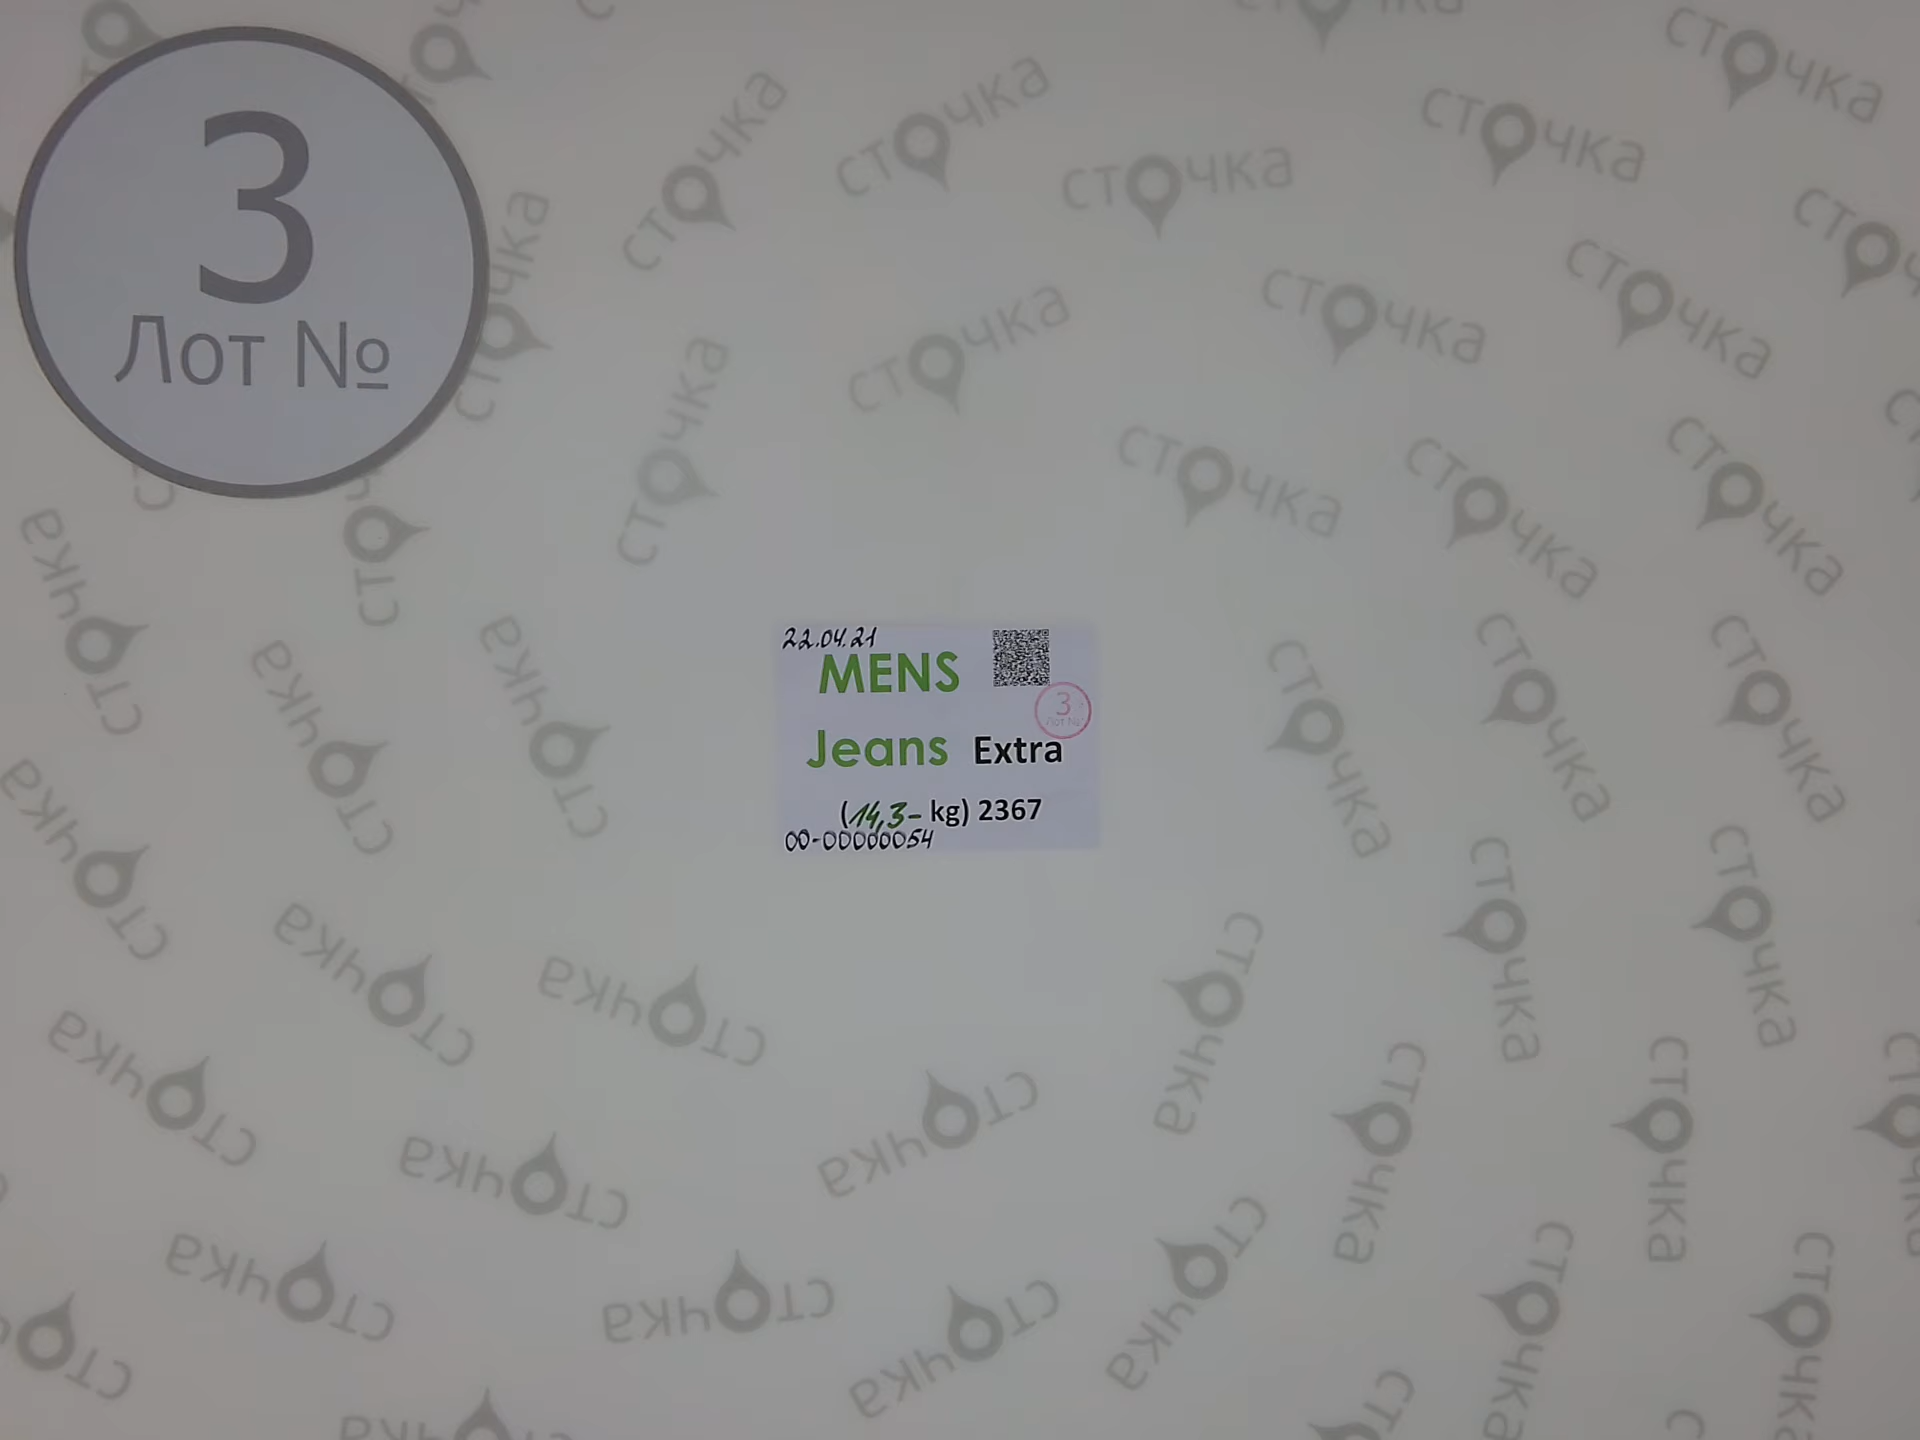 3
Лот №
22.04.21
MENS
3
Лот №
Jeans Extra
(14,3- kg) 2367
00-00000054
сточка